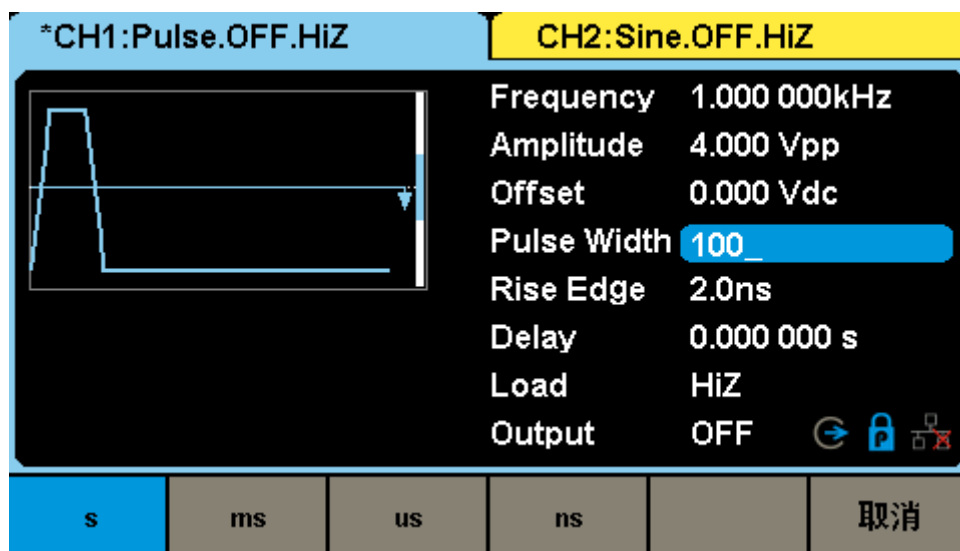 *CH1:Pulse.OFF.HiZ
CH2:Sine.OFF.HiZ
Frequency 1.000 000kHz
Amplitude 4.000 Vpp
Offset 0.000 Vdc
Pulse Width 100_
Rise Edge 2.0ns
Delay 0.000 000 s
Load HiZ
Output OFF
s ms us ns 取消